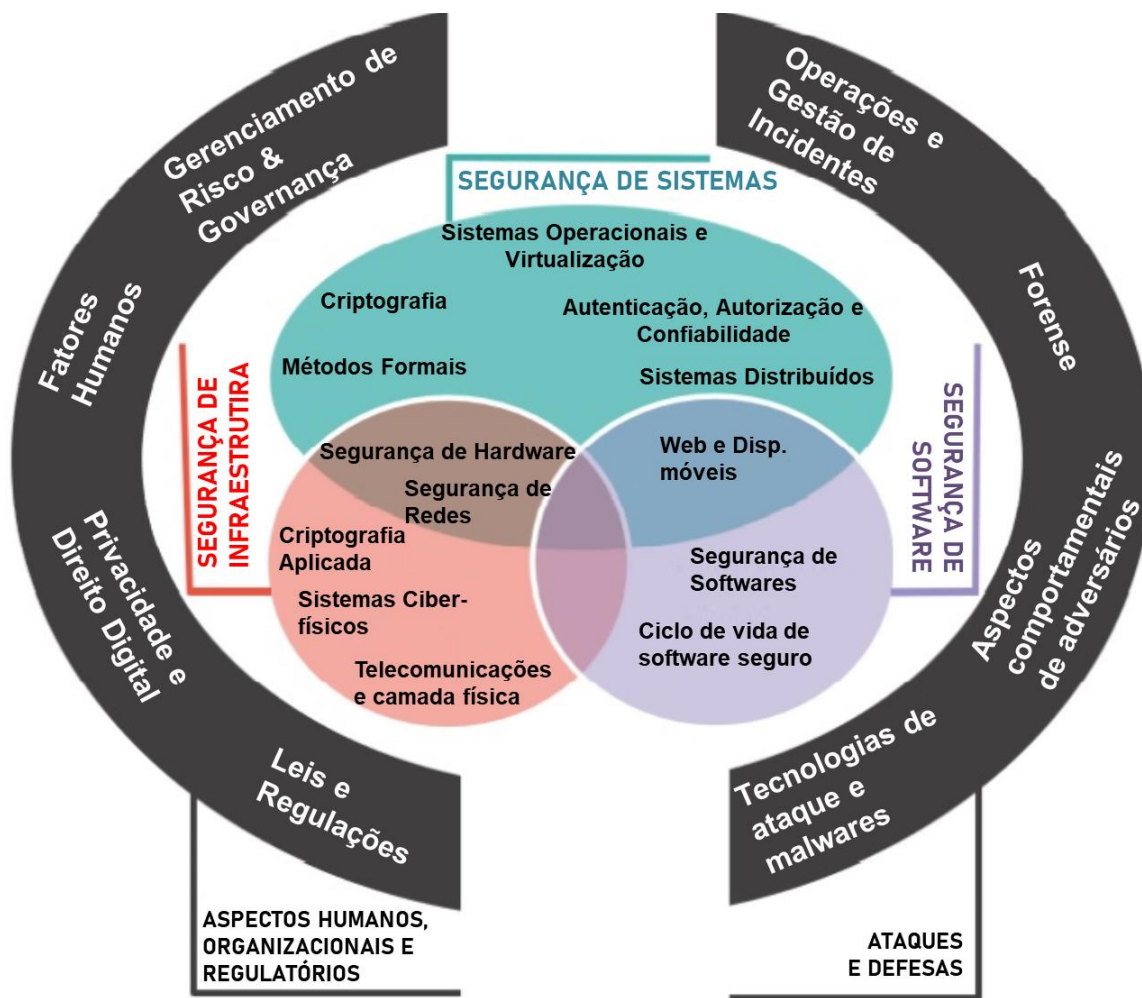 Gerenciamento de
Risco &
Governança
Fatores
Humanos
Privacidade e
Direito Digital
Leis e
Regulações
ASPECTOS HUMANOS,
ORGANIZACIONAIS E
REGULATÓRIOS
SEGURANÇA DE SISTEMAS
Sistemas Operacionais e
Virtualização
Criptografia
Autenticação, Autorização e
Confiabilidade
Métodos Formais
Sistemas Distribuídos
SEGURANÇA DE
INFRAESTRUTIRA
Segurança de Hardware
Segurança de
Redes
Criptografia
Aplicada
Sistemas Ciber-
físicos
Telecomunicações
e camada física
Web e Disp.
móveis
Segurança de
Softwares
Ciclo de vida de
software seguro
SEGURANÇA DE
SOFTWARE
Operações e
Gestão de
Incidentes
Forense
Aspectos
comportamentais
de adversários
Tecnologias de
ataque e
malwares
ATAQUES
E DEFESAS